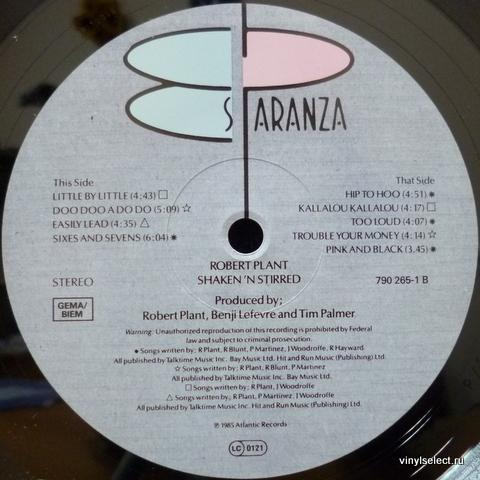 ES PARANZA
This Side
LITTLE BY LITTLE (4;43) □
DOO DOO A DO DO (5;09) ☆
EASILY LEAD (4;35) △
SIXES AND SEVENS (6;04) ✷
That Side
HIP TO HOO (4;51) ✷
KALLALOU KALLALOU (4;17) □
TOO LOUD (4;07) ✷
TROUBLE YOUR MONEY (4;14) ☆
PINK AND BLACK (3.45) ✷
ROBERT PLANT
SHAKEN 'N STIRRED
STEREO
790 265-1 B
GEMA/
BIEM
Produced by;
Robert Plant, Benji Lefevre and Tim Palmer
Warning: Unauthorized reproduction of this recording is prohibited by Federal
law and subject to criminal prosecution.
✷ Songs written by; R Plant, R Blunt, P Martinez, J Woodroffe, R Hayward
All published by Talktime Music Inc. Bay Music Ltd. Hit and Run Music (Publishing) Ltd.
☆ Songs written by; R Plant, R Blunt, P Martinez
All published by Talktime Music Inc. Bay Music Ltd.
□ Songs written by; R Plant, J Woodroffe
△ Songs written by; R Plant, P Martinez, J Woodroffe
All published by Talktime Music Inc. Hit and Run Music (Publishing) Ltd.
℗ 1985 Atlantic Records
LC 0121
vinylselect.ru